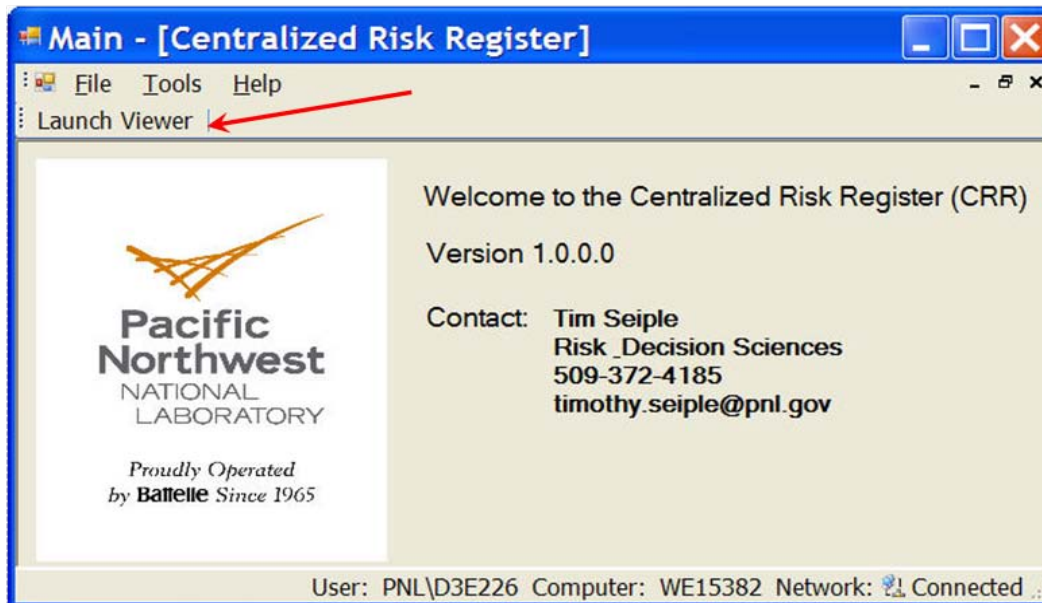 Main - [Centralized Risk Register]
File Tools Help
Launch Viewer
Pacific
Northwest
NATIONAL
LABORATORY
Proudly Operated
by Battelle Since 1965
Welcome to the Centralized Risk Register (CRR)
Version 1.0.0.0
Contact: Tim Seiple
Risk _Decision Sciences
509-372-4185
timothy.seiple@pnl.gov
User: PNL\D3E226 Computer: WE15382 Network: Connected